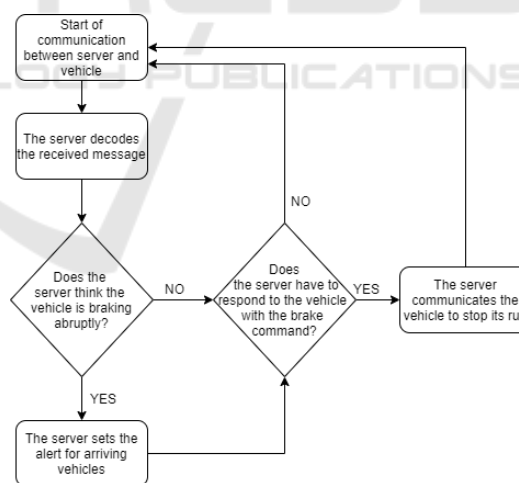 Start of
communication
between server and
vehicle
LOGY PUBLICATIONS
The server decodes
the received message
NO
Does the
server think the
vehicle is braking
abruptly?
NO
Does
the server have to
respond to the vehicle
with the brake
command?
YES
The server
communicates the
vehicle to stop its ru
YES
The server sets the
alert for arriving
vehicles